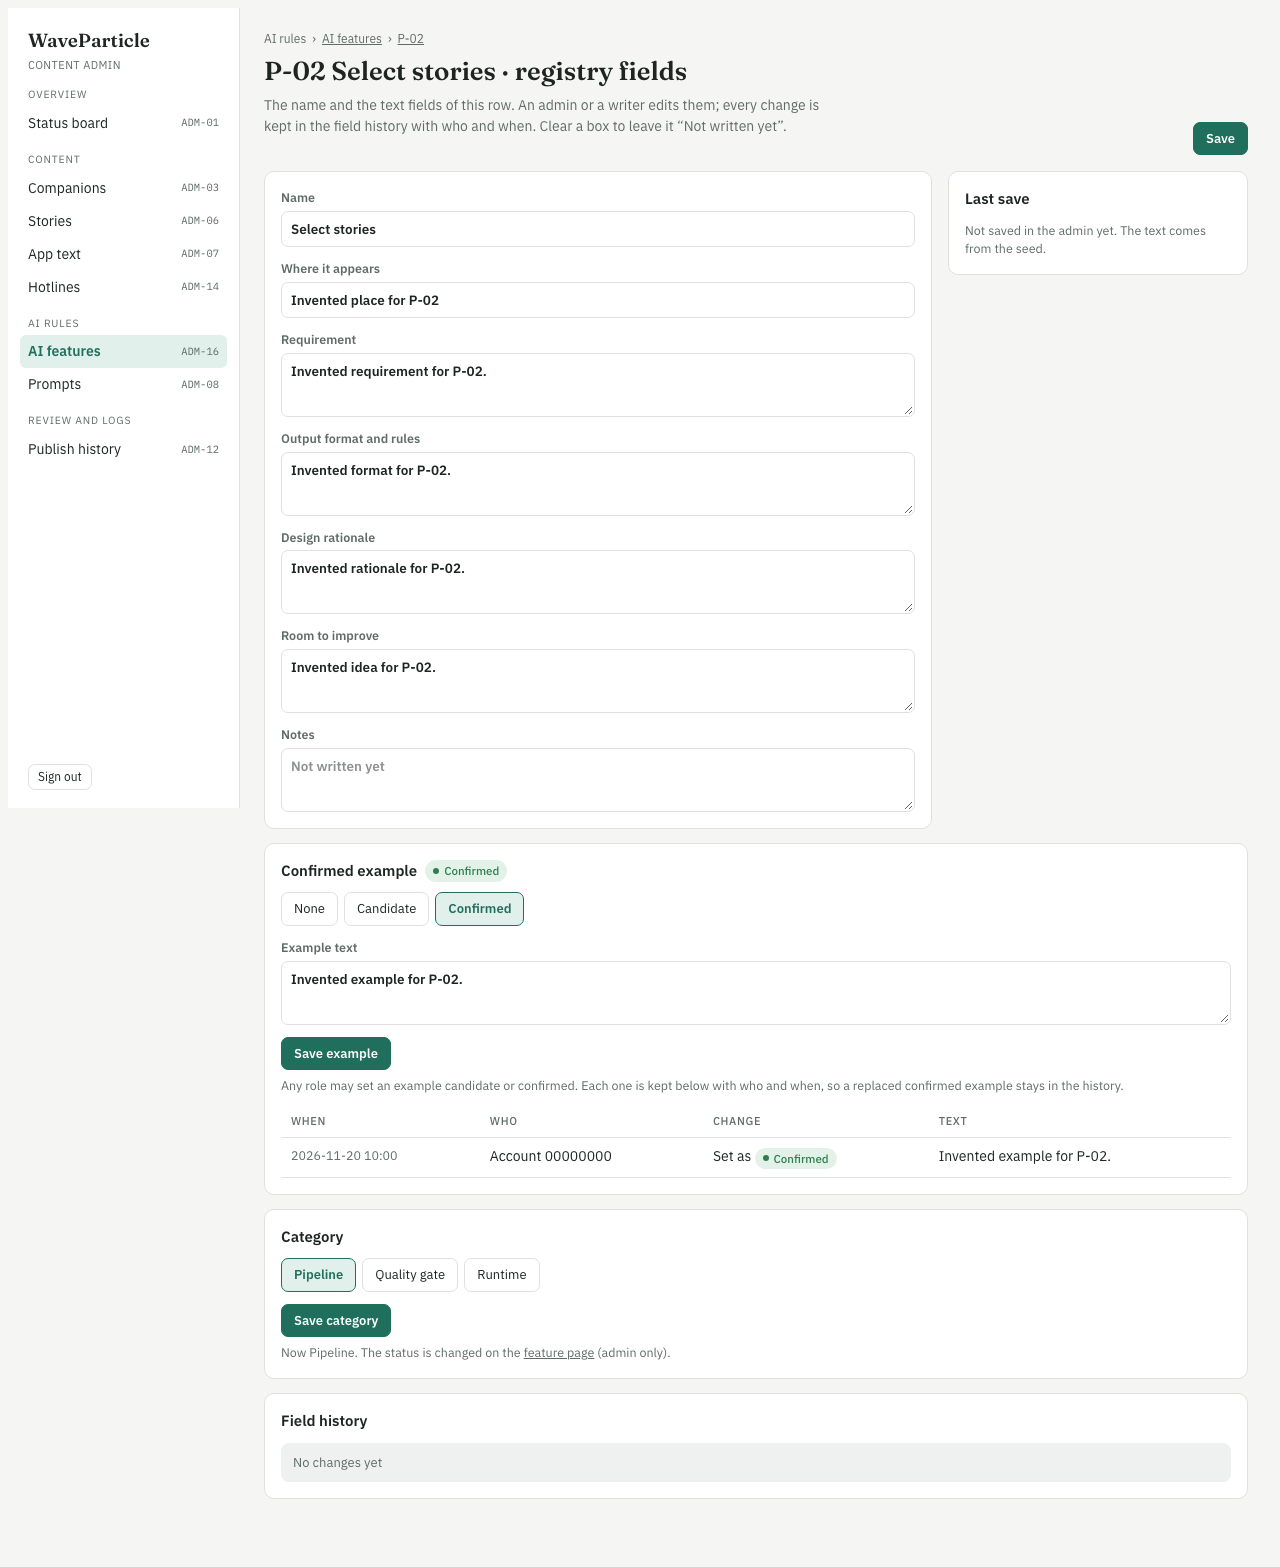 WaveParticle
CONTENT ADMIN
OVERVIEW
Status board ADM-01
CONTENT
Companions ADM-03
Stories ADM-06
App text ADM-07
Hotlines ADM-14
AI RULES
AI features ADM-16
Prompts ADM-08
REVIEW AND LOGS
Publish history ADM-12
Sign out
AI rules › AI features › P-02
P-02 Select stories · registry fields
The name and the text fields of this row. An admin or a writer edits them; every change is
kept in the field history with who and when. Clear a box to leave it “Not written yet”.
Save
Name
Select stories
Where it appears
Invented place for P-02
Requirement
Invented requirement for P-02.
Output format and rules
Invented format for P-02.
Design rationale
Invented rationale for P-02.
Room to improve
Invented idea for P-02.
Notes
Not written yet
Last save
Not saved in the admin yet. The text comes
from the seed.
Confirmed example Confirmed
None Candidate Confirmed
Example text
Invented example for P-02.
Save example
Any role may set an example candidate or confirmed. Each one is kept below with who and when, so a replaced confirmed example stays in the history.
WHEN WHO CHANGE TEXT
2026-11-20 10:00 Account 00000000 Set as Confirmed Invented example for P-02.
Category
Pipeline Quality gate Runtime
Save category
Now Pipeline. The status is changed on the feature page (admin only).
Field history
No changes yet